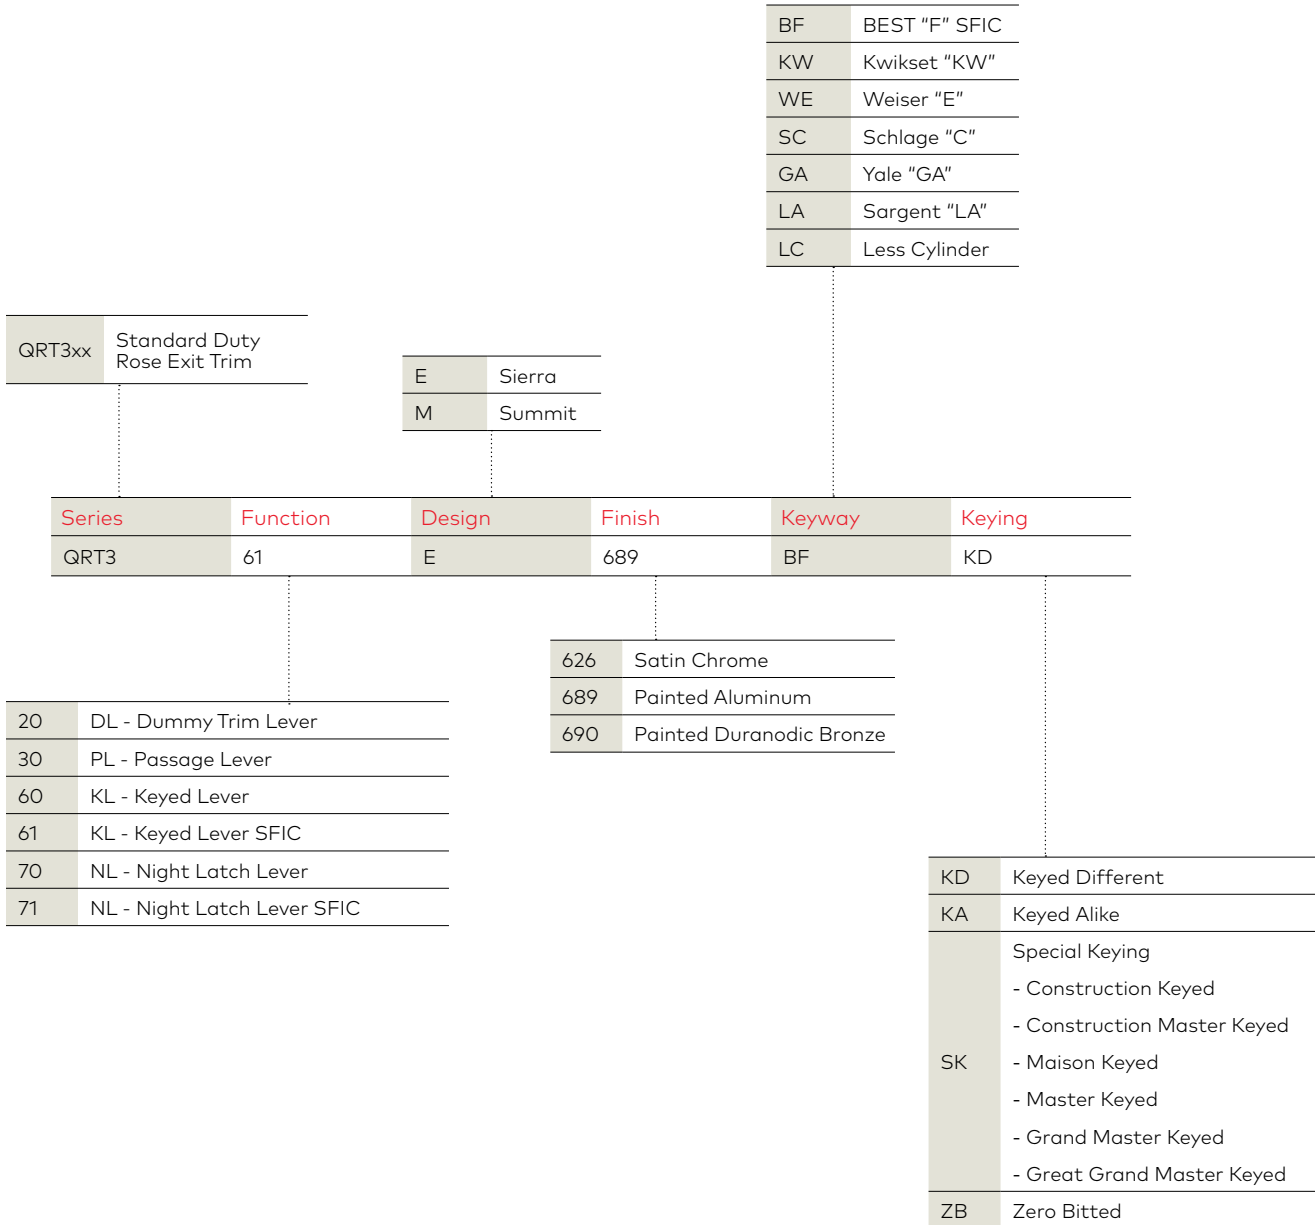 BF BEST "F" SFIC
KW Kwikset "KW"
WE Weiser "E"
SC Schlage "C"
GA Yale "GA"
LA Sargent "LA"
LC Less Cylinder
QRT3xx Standard Duty
Rose Exit Trim
E Sierra
M Summit
Series Function Design Finish Keyway Keying
QRT3 61 E 689 BF KD
626 Satin Chrome
689 Painted Aluminum
690 Painted Duranodic Bronze
20 DL - Dummy Trim Lever
30 PL - Passage Lever
60 KL - Keyed Lever
61 KL - Keyed Lever SFIC
70 NL - Night Latch Lever
71 NL - Night Latch Lever SFIC
KD Keyed Different
KA Keyed Alike
Special Keying
- Construction Keyed
- Construction Master Keyed
SK - Maison Keyed
- Master Keyed
- Grand Master Keyed
- Great Grand Master Keyed
ZB Zero Bitted